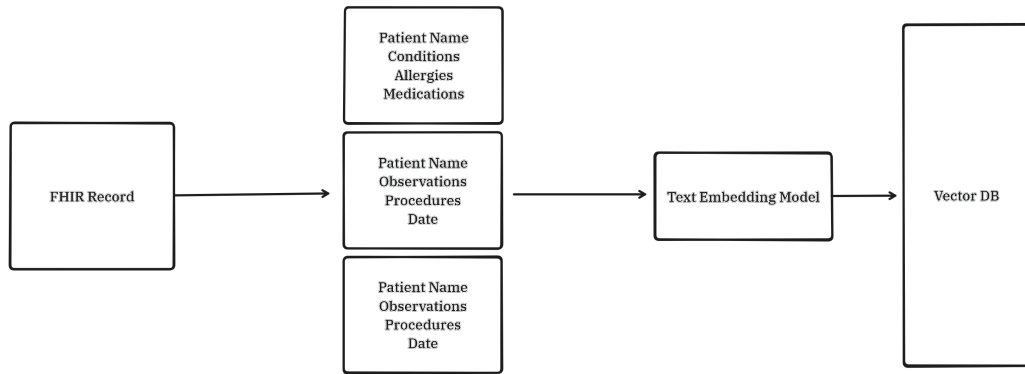 FHIR Record
Patient Name
Conditions
Allergies
Medications
Patient Name
Observations
Procedures
Date
Patient Name
Observations
Procedures
Date
Text Embedding Model
Vector DB